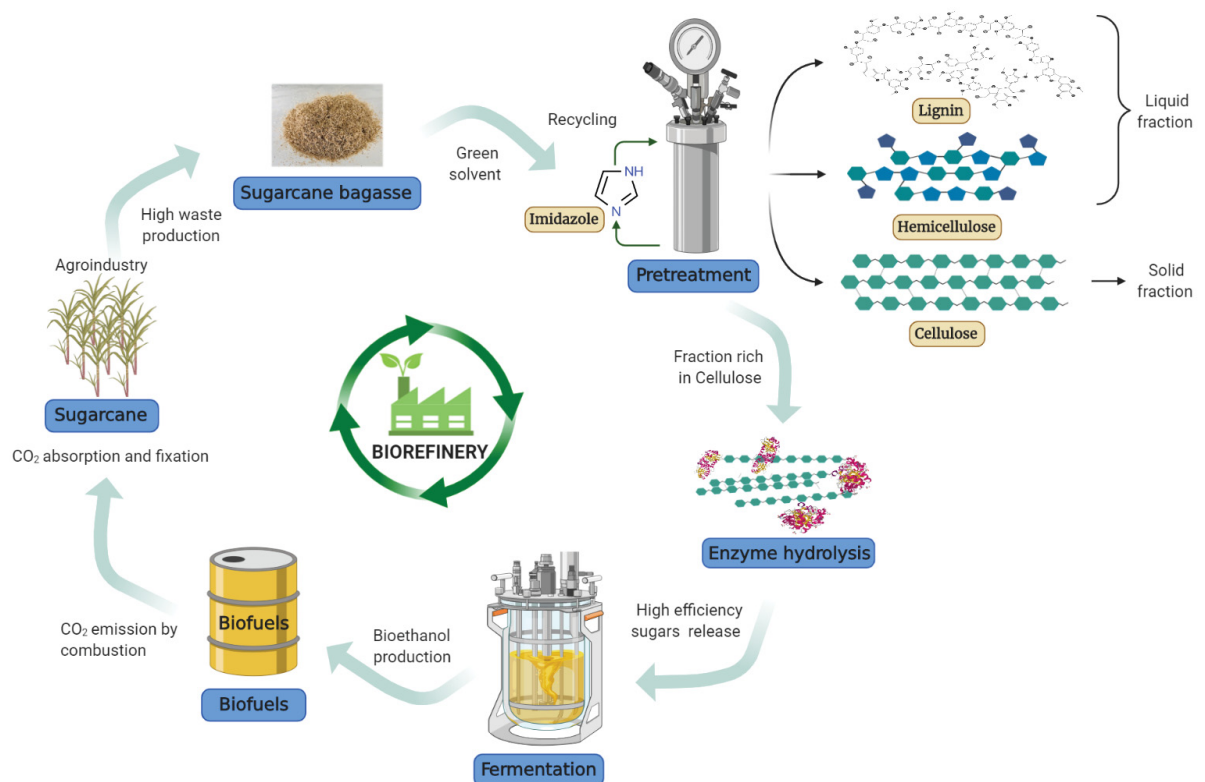 Sugarcane bagasse
Recycling
Green
solvent
NH
N
Imidazole
Pretreatment
Lignin
Hemicellulose
Cellulose
Liquid
fraction
Solid
fraction
High waste
production
Agroindustry
Sugarcane
CO₂ absorption and fixation
BIOREFINERY
Fraction rich
in Cellulose
Enzyme hydrolysis
High efficiency
sugars release
Fermentation
Bioethanol
production
Biofuels
Biofuels
CO₂ emission by
combustion